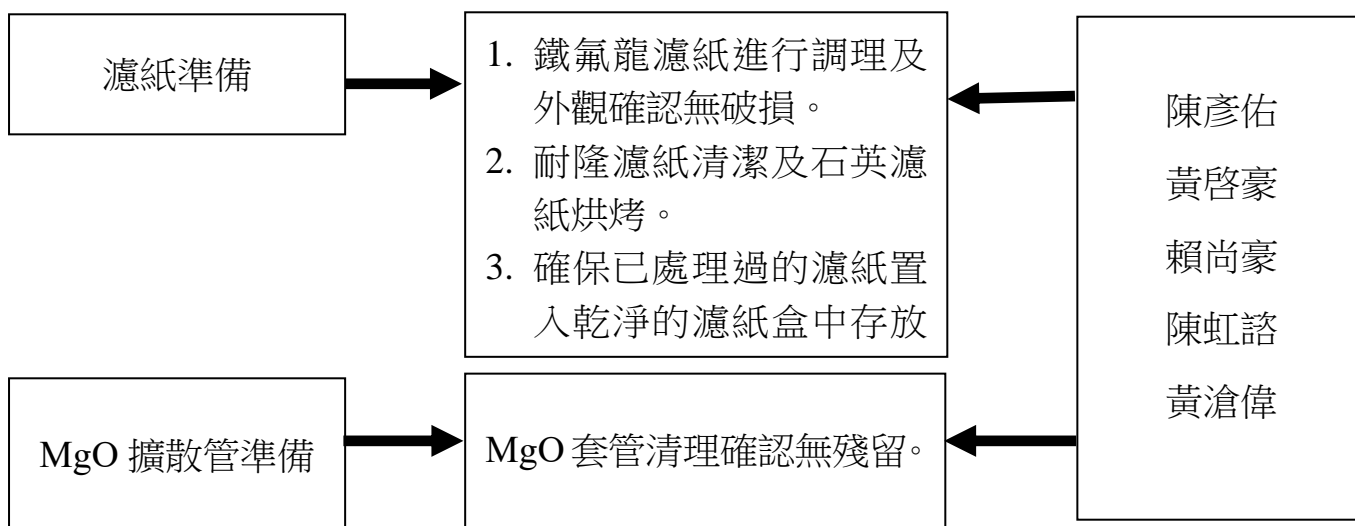 濾紙準備
1. 鐵氟龍濾紙進行調理及
外觀確認無破損。
2. 耐隆濾紙清潔及石英濾
紙烘烤。
3. 確保已處理過的濾紙置
入乾淨的濾紙盒中存放
MgO 擴散管準備
MgO 套管清理確認無殘留。
陳彥佑
黃啓豪
賴尚豪
陳虹諮
黃滄偉